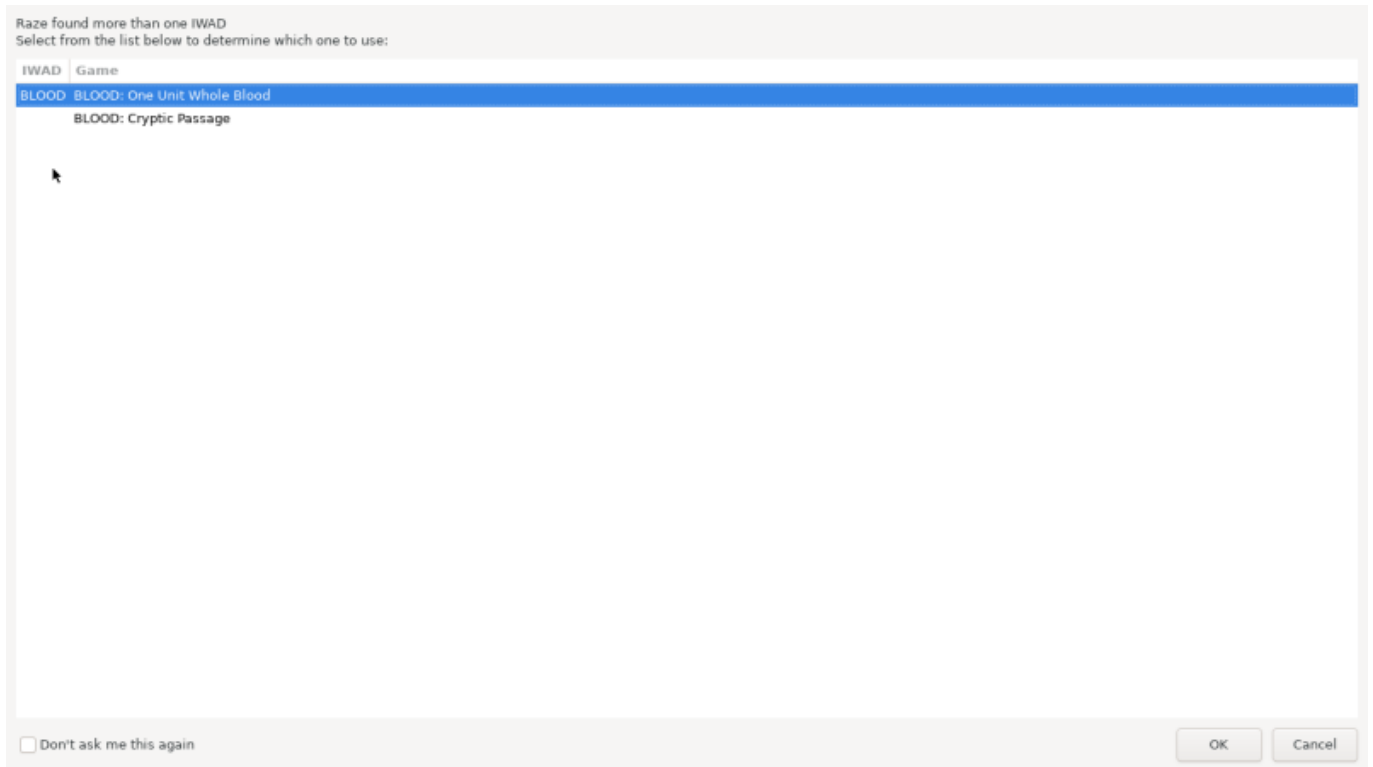 Raze found more than one IWAD
Select from the list below to determine which one to use:
IWAD Game
BLOOD BLOOD: One Unit Whole Blood
BLOOD: Cryptic Passage
Don't ask me this again
OK Cancel